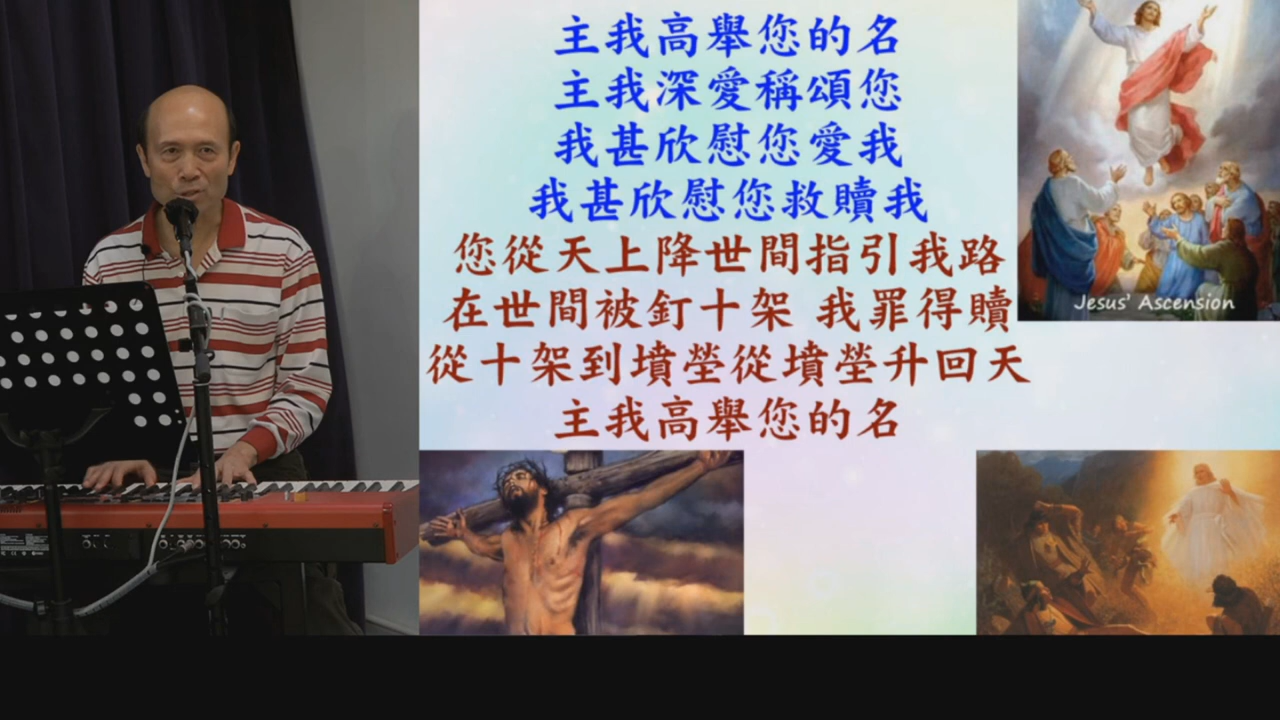 主我高舉您的名
主我深愛稱頌您
我甚欣慰您愛我
我甚欣慰您救贖我
您從天上降世間指引我路
在世間被釘十架 我罪得贖
從十架到墳塋從墳塋升回天
主我高舉您的名
Jesus' Ascension